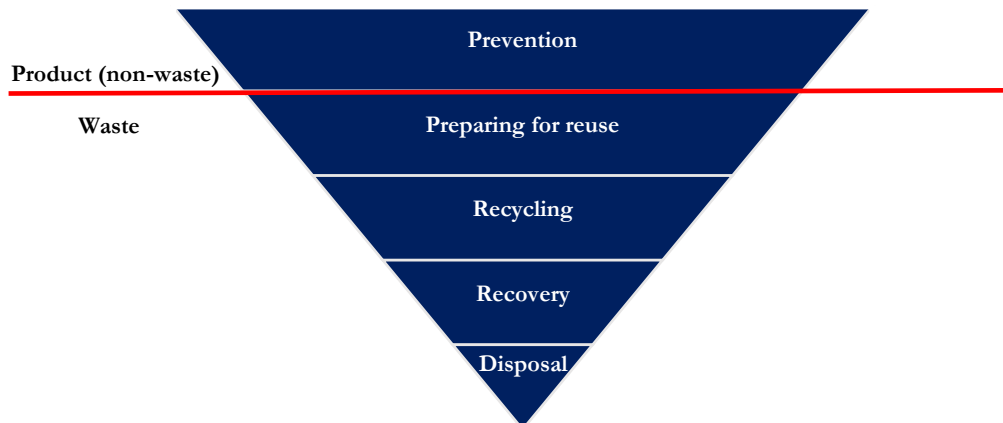 Prevention
Product (non-waste)
Waste
Preparing for reuse
Recycling
Recovery
Disposal